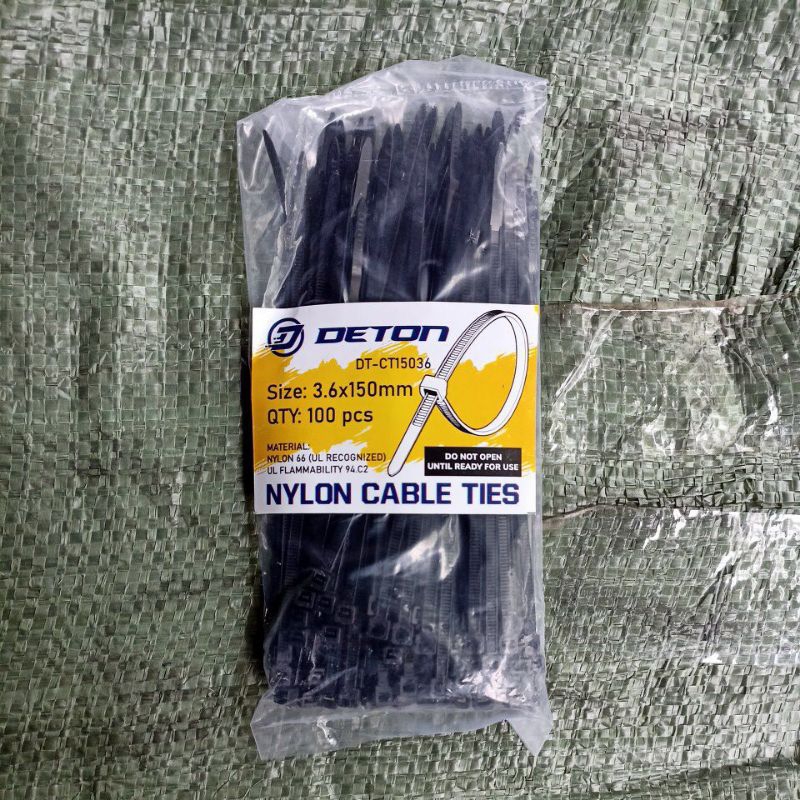 DETON
DT-CT15036
Size: 3.6x150mm
QTY: 100 pcs
MATERIAL:
NYLON 66 (UL RECOGNIZED)
UL FLAMMABILITY 94.C2
DO NOT OPEN
UNTIL READY FOR USE
NYLON CABLE TIES